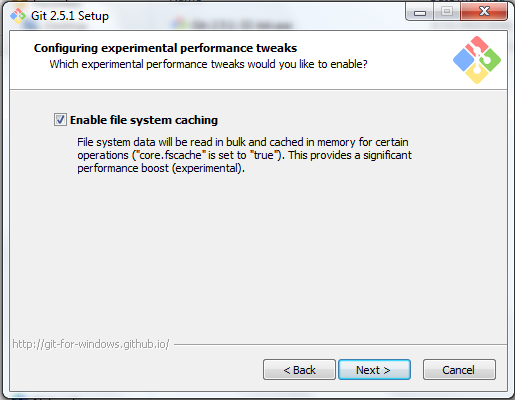 Git 2.5.1 Setup
Configuring experimental performance tweaks
Which experimental performance tweaks would you like to enable?
Enable file system caching
File system data will be read in bulk and cached in memory for certain
operations ("core.fscache" is set to "true"). This provides a significant
performance boost (experimental).
http://git-for-windows.github.io/
< Back
Next >
Cancel